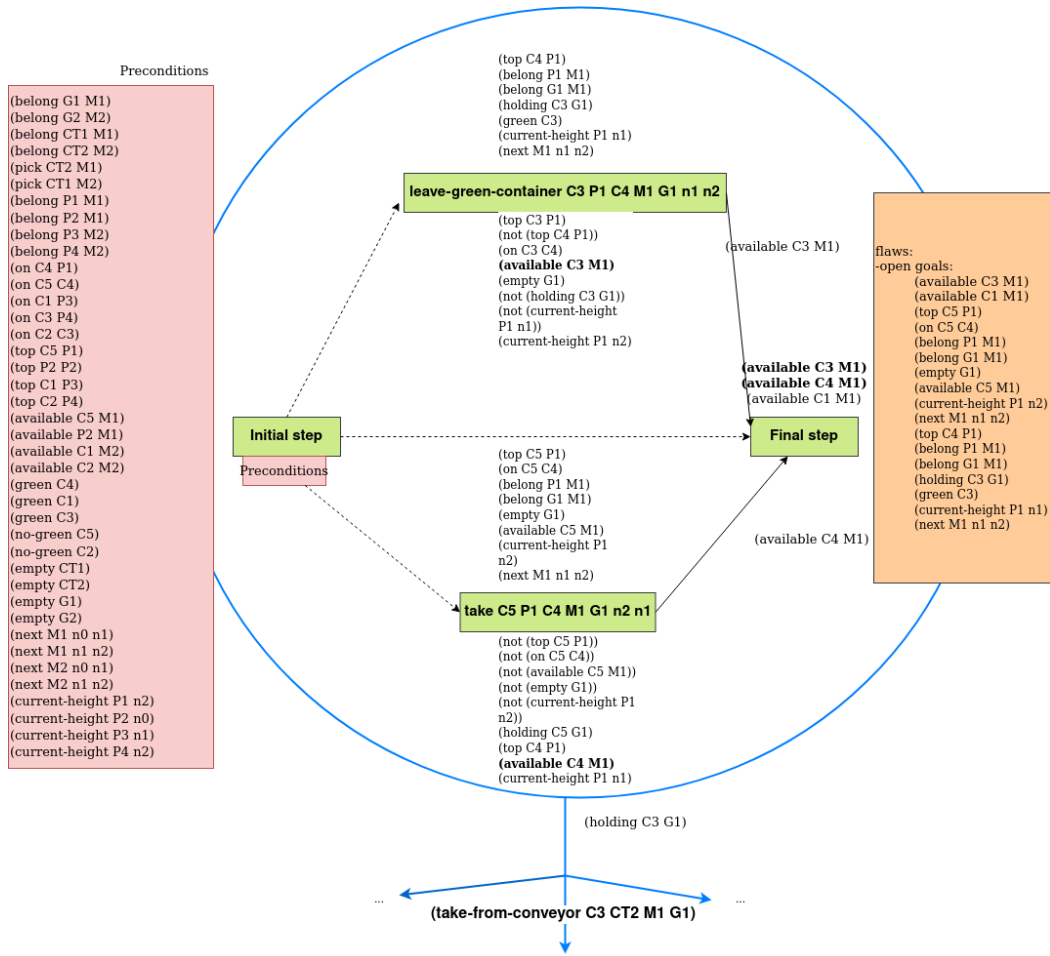 Preconditions
(belong G1 M1)
(belong G2 M2)
(belong CT1 M1)
(belong CT2 M2)
(pick CT2 M1)
(pick CT1 M2)
(belong P1 M1)
(belong P2 M1)
(belong P3 M2)
(belong P4 M2)
(on C4 P1)
(on C5 C4)
(on C1 P3)
(on C3 P4)
(on C2 C3)
(top C5 P1)
(top P2 P2)
(top C1 P3)
(top C2 P4)
(available C5 M1)
(available P2 M1)
(available C1 M2)
(available C2 M2)
(green C4)
(green C1)
(green C3)
(no-green C5)
(no-green C2)
(empty CT1)
(empty CT2)
(empty G1)
(empty G2)
(next M1 n0 n1)
(next M1 n1 n2)
(next M2 n0 n1)
(next M2 n1 n2)
(current-height P1 n2)
(current-height P2 n0)
(current-height P3 n1)
(current-height P4 n2)
(top C4 P1)
(belong P1 M1)
(belong G1 M1)
(holding C3 G1)
(green C3)
(current-height P1 n1)
(next M1 n1 n2)
leave-green-container C3 P1 C4 M1 G1 n1 n2
(top C3 P1)
(not (top C4 P1))
(on C3 C4)
(available C3 M1)
(empty G1)
(not (holding C3 G1))
(not (current-height
P1 n1))
(current-height P1 n2)
(available C3 M1)
(available C3 M1)
(available C4 M1)
(available C1 M1)
Initial step
Preconditions
Final step
(top C5 P1)
(on C5 C4)
(belong P1 M1)
(belong G1 M1)
(empty G1)
(available C5 M1)
(current-height P1
n2)
(next M1 n1 n2)
(available C4 M1)
take C5 P1 C4 M1 G1 n2 n1
(not (top C5 P1))
(not (on C5 C4))
(not (available C5 M1))
(not (empty G1))
(not (current-height P1
n2))
(holding C5 G1)
(top C4 P1)
(available C4 M1)
(current-height P1 n1)
flaws:
-open goals:
(available C3 M1)
(available C1 M1)
(top C5 P1)
(on C5 C4)
(belong P1 M1)
(belong G1 M1)
(empty G1)
(available C5 M1)
(current-height P1 n2)
(next M1 n1 n2)
(top C4 P1)
(belong P1 M1)
(belong G1 M1)
(holding C3 G1)
(green C3)
(current-height P1 n1)
(next M1 n1 n2)
(holding C3 G1)
...
...
(take-from-conveyor C3 CT2 M1 G1)